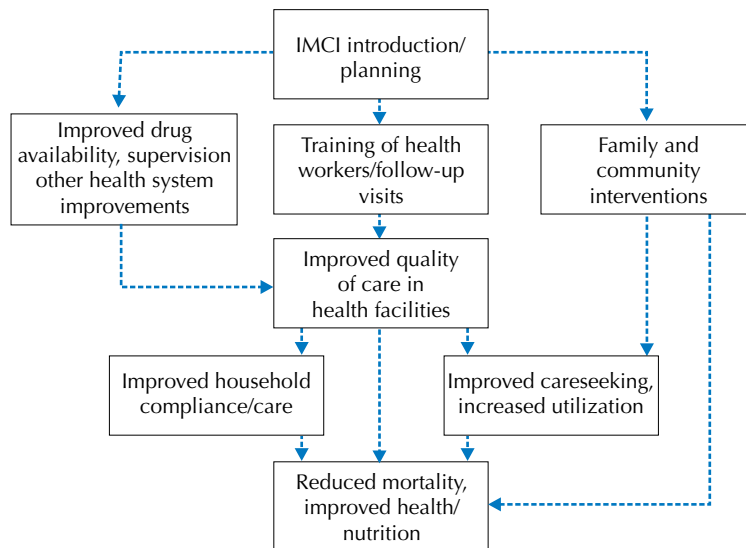 IMCI introduction/
planning
Improved drug
availability, supervision
other health system
improvements
Training of health
workers/follow-up
visits
Family and
community
interventions
Improved quality
of care in
health facilities
Improved household
compliance/care
Improved careseeking,
increased utilization
Reduced mortality,
improved health/
nutrition